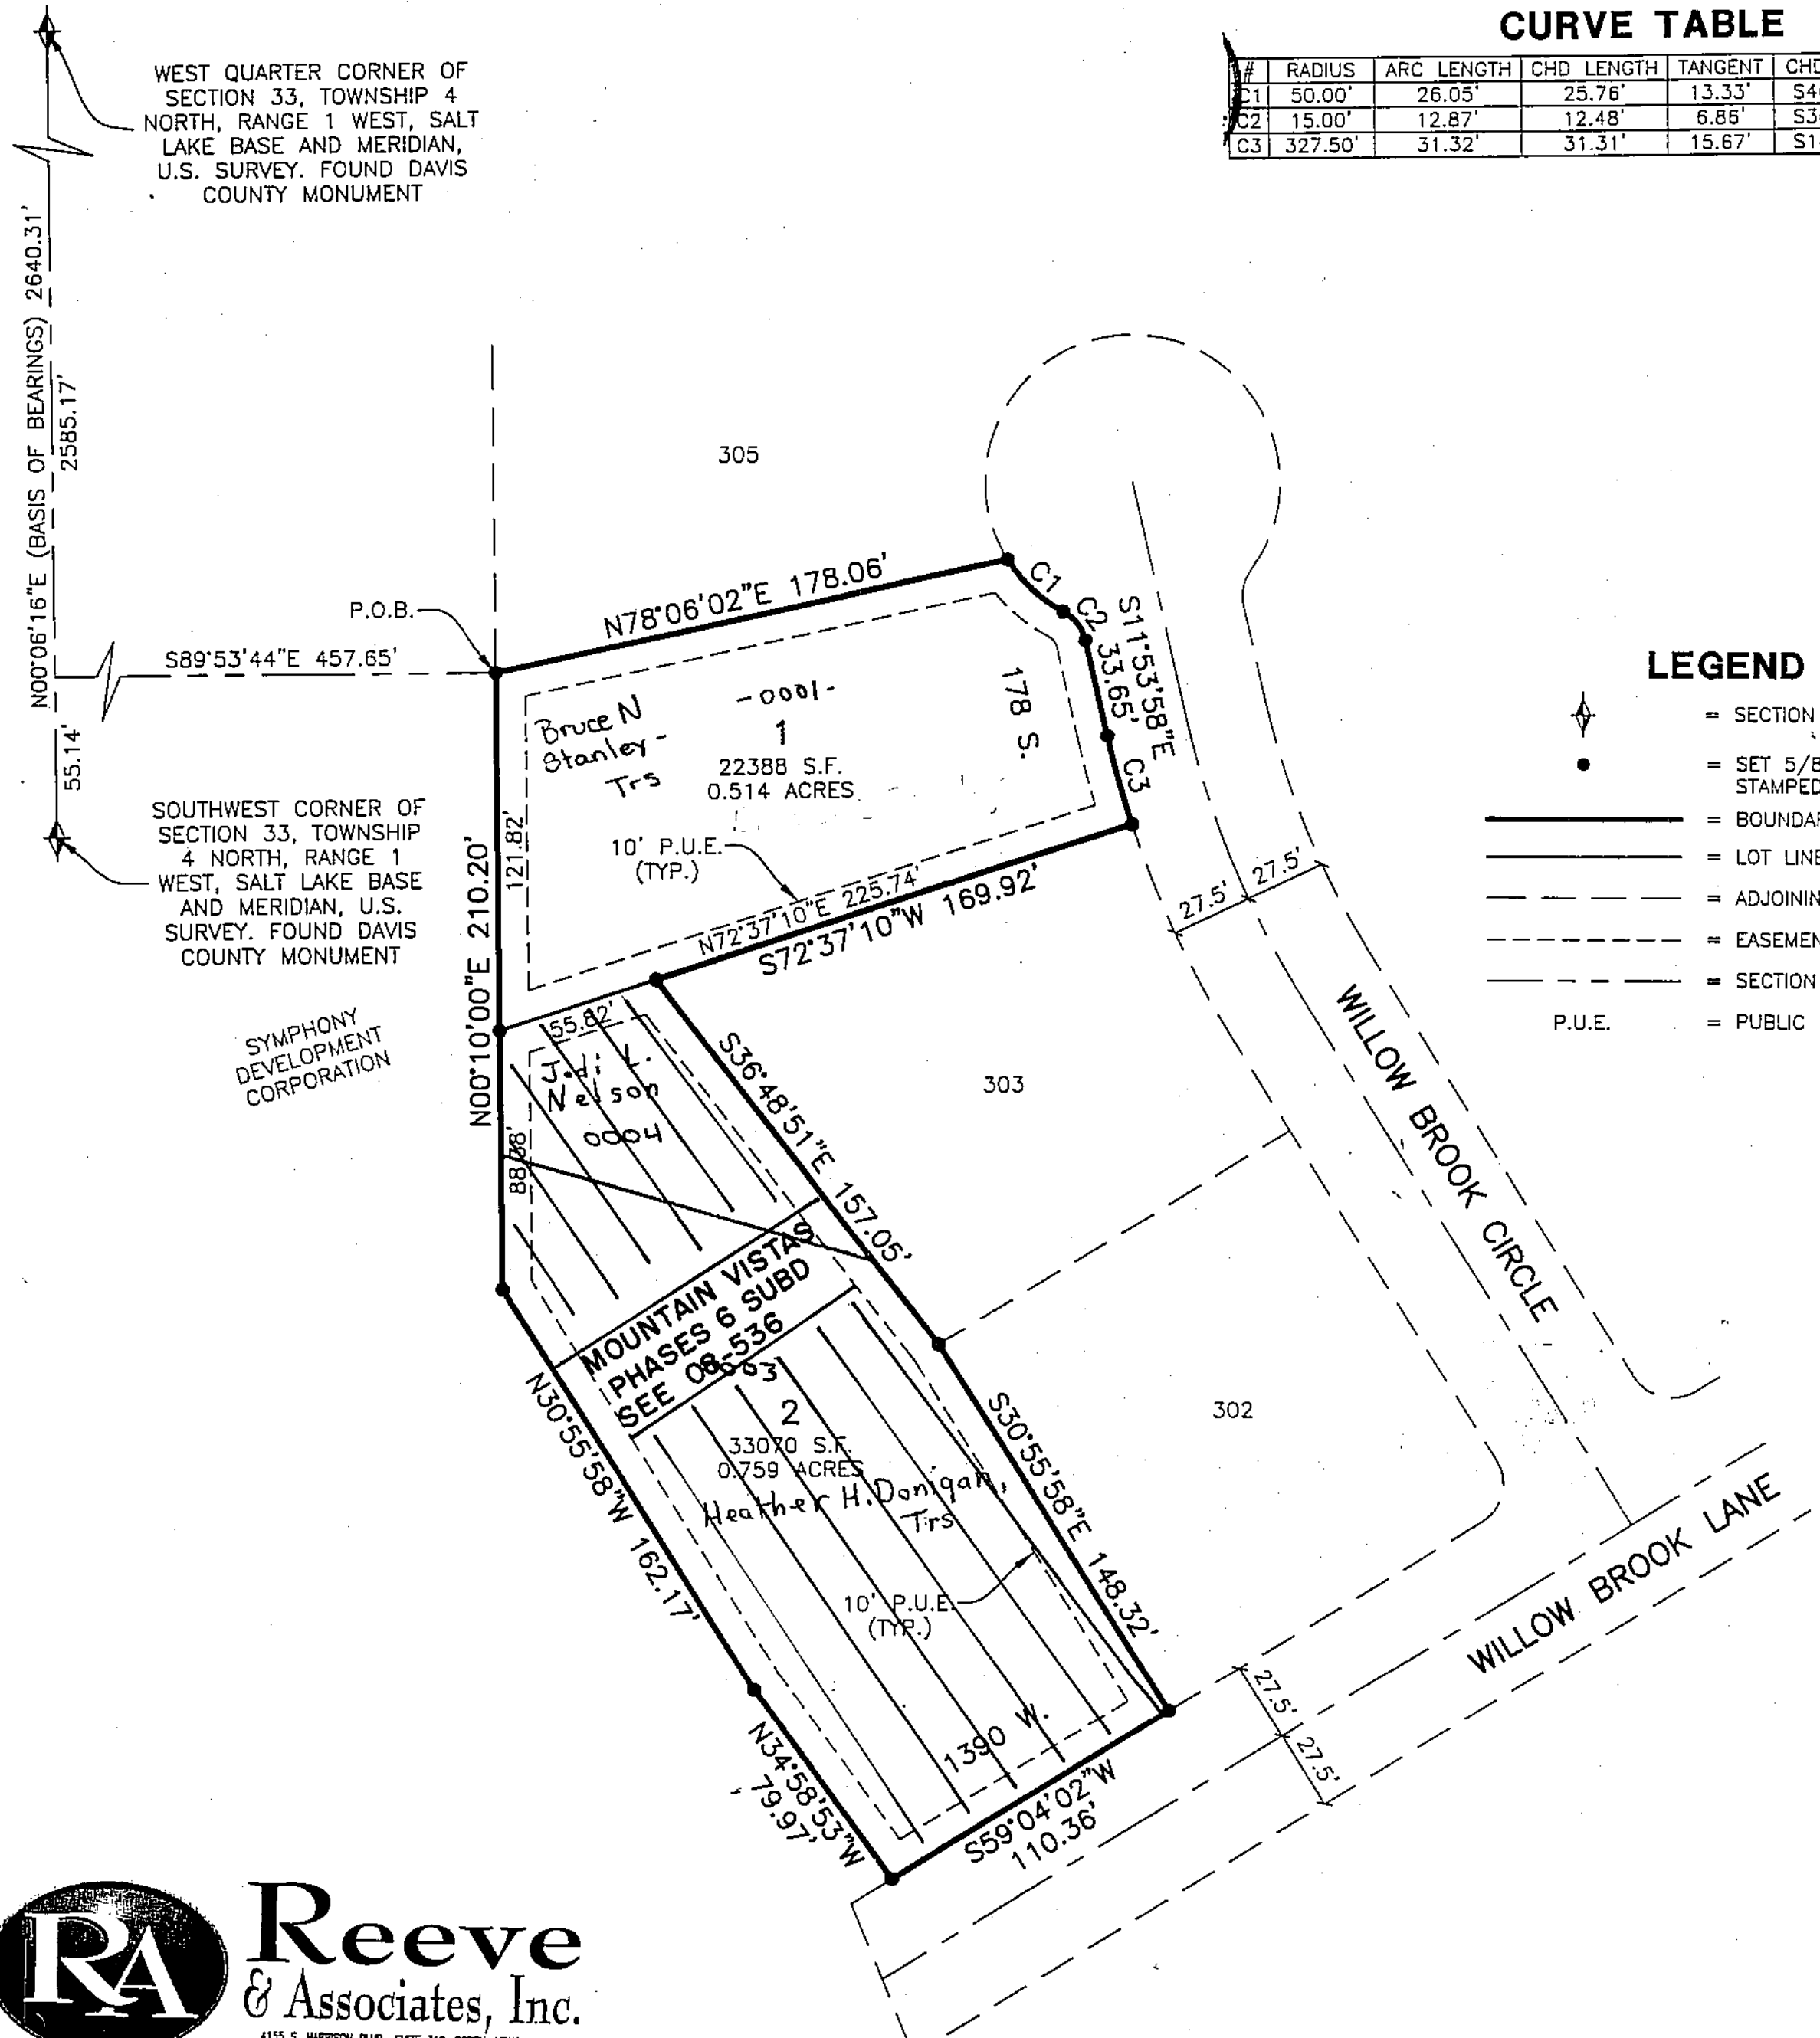 CURVE TABLE
# RADIUS ARC LENGTH CHD LENGTH TANGENT
C1 50.00' 26.05' 25.76' 13.33'
C2 15.00' 12.87' 12.48' 6.86'
C3 327.50' 31.32' 31.31' 15.67'
WEST QUARTER CORNER OF
SECTION 33, TOWNSHIP 4
NORTH, RANGE 1 WEST, SALT
LAKE BASE AND MERIDIAN,
U.S. SURVEY. FOUND DAVIS
COUNTY MONUMENT
N00°06'16"E (BASIS OF BEARINGS) 2640.31'
2585.17'
55.14'
S89°53'44"E 457.65'
P.O.B.
305
N78°06'02"E 178.06'
C1
C2
33.65'
S11°53'58"E
C3
178 S.
Bruce N
Stanley -
Trs
-0001-
1
22388 S.F.
0.514 ACRES
10' P.U.E.
(TYP.)
121.82'
N00°10'00"E 210.20'
N72°37'10"E 225.74'
S72°37'10"W 169.92'
27.5'
27.5'
LEGEND
= SECTION
= SET 5/8
STAMPED
= BOUNDAR
= LOT LINE
= ADJOININ
= EASEMEN
= SECTION
P.U.E. = PUBLIC
SOUTHWEST CORNER OF
SECTION 33, TOWNSHIP
4 NORTH, RANGE 1
WEST, SALT LAKE BASE
AND MERIDIAN, U.S.
SURVEY. FOUND DAVIS
COUNTY MONUMENT
SYMPHONY
DEVELOPMENT
CORPORATION
55.82'
Jodi L.
Nelson
0004
88.38'
S36°48'51"E 157.05'
303
WILLOW BROOK CIRCLE
MOUNTAIN VISTAS
PHASES 6 SUBD
SEE 08-536
0003
2
33070 S.F.
0.759 ACRES
Heather H. Donigan,
Trs
N30°55'58"W 162.17'
S30°55'58"E 148.32'
302
10' P.U.E.
(TYP.)
1390 W.
N34°58'53"W
79.97'
S59°04'02"W
110.36'
27.5'
27.5'
WILLOW BROOK LANE
RA
Reeve
& Associates, Inc.